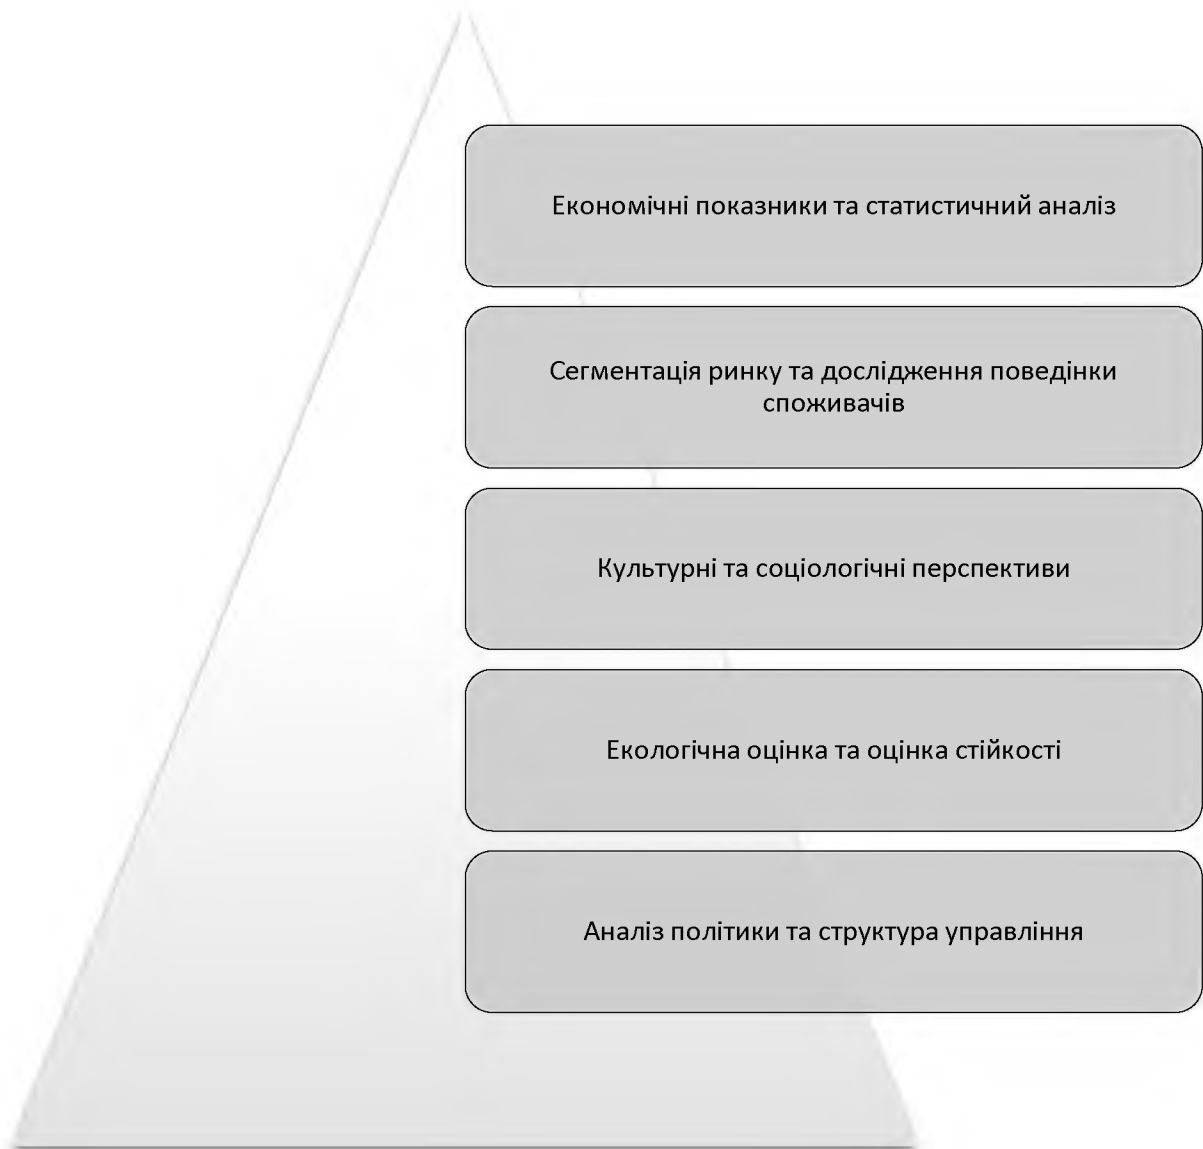 Економічні показники та статистичний аналіз
Сегментація ринку та дослідження поведінки
споживачів
Культурні та соціологічні перспективи
Екологічна оцінка та оцінка стійкості
Аналіз політики та структура управління